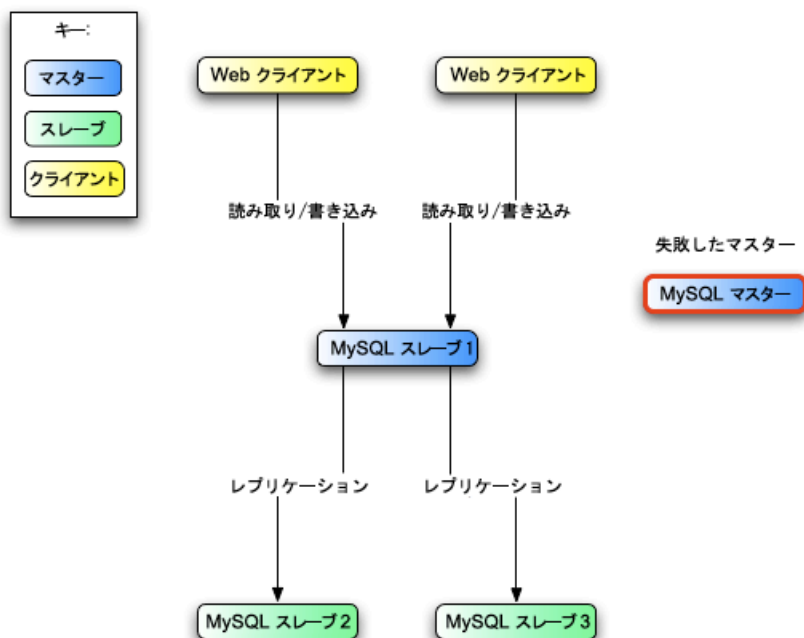 キー:
マスター
スレーブ
クライアント
Web クライアント
Web クライアント
読み取り/書き込み
読み取り/書き込み
失敗したマスター
MySQL マスター
MySQL スレーブ1
レプリケーション
レプリケーション
MySQL スレーブ2
MySQL スレーブ3